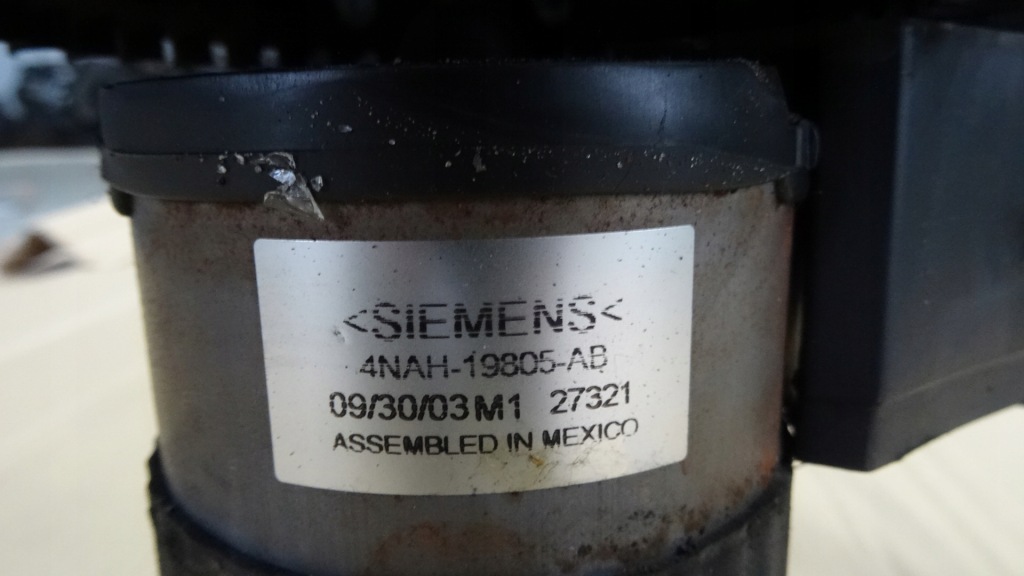 <SIEMENS<
4NAH-19805-AB
09/30/03 M1 27321
ASSEMBLED IN MEXICO